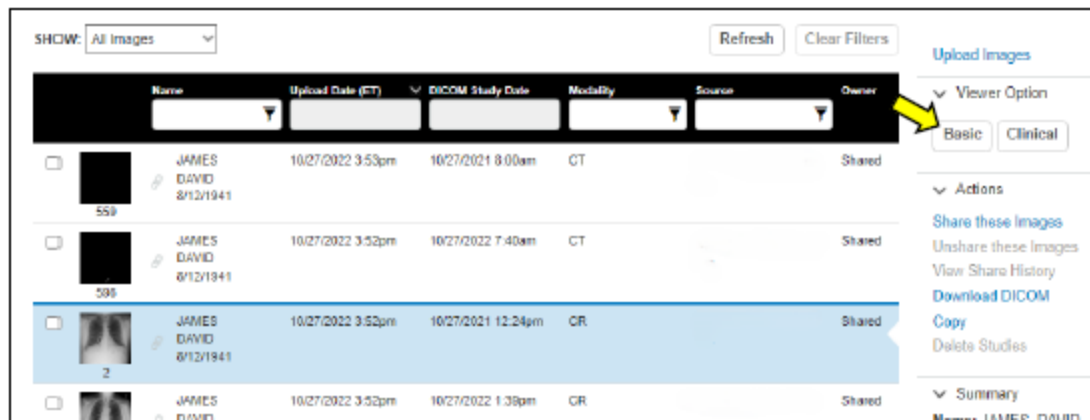 SHOW: All Images Refresh Clear Filters
Upload Images
Name Upload Date (ET) DICOM Study Date Modality Source Owner
Viewer Option
Basic Clinical
JAMES 10/27/2022 3:53pm 10/27/2021 8:00am CT Shared
DAVID
8/12/1941
559
Actions
Share these Images
Unshare these Images
View Share History
Download DICOM
Copy
Delete Studies
JAMES 10/27/2022 3:52pm 10/27/2022 7:40am CT Shared
DAVID
8/12/1941
596
JAMES 10/27/2022 3:52pm 10/27/2021 12:24pm CR Shared
DAVID
8/12/1941
2
Summary
JAMES 10/27/2022 3:52pm 10/27/2022 1:39pm CR Shared
DAVID
Name: JAMES, DAVID